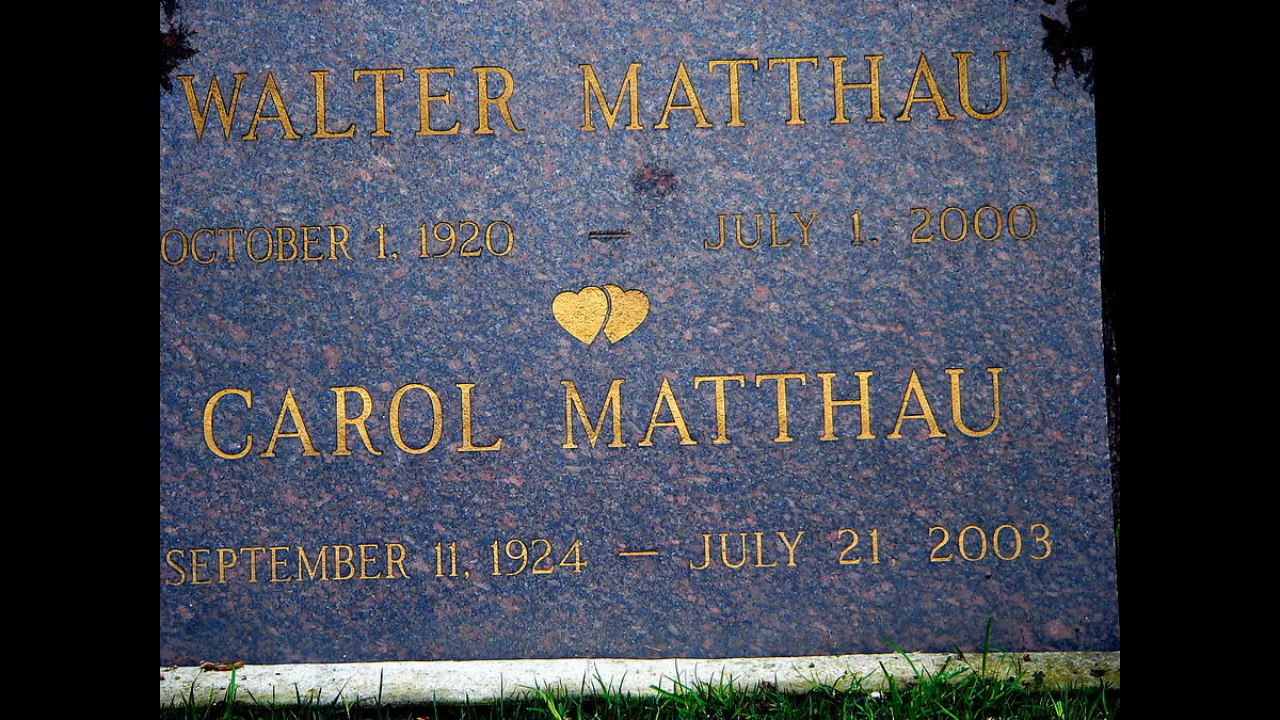 WALTER MATTHAU
OCTOBER 1, 1920 — JULY 1, 2000
CAROL MATTHAU
SEPTEMBER 11, 1924 — JULY 21, 2003